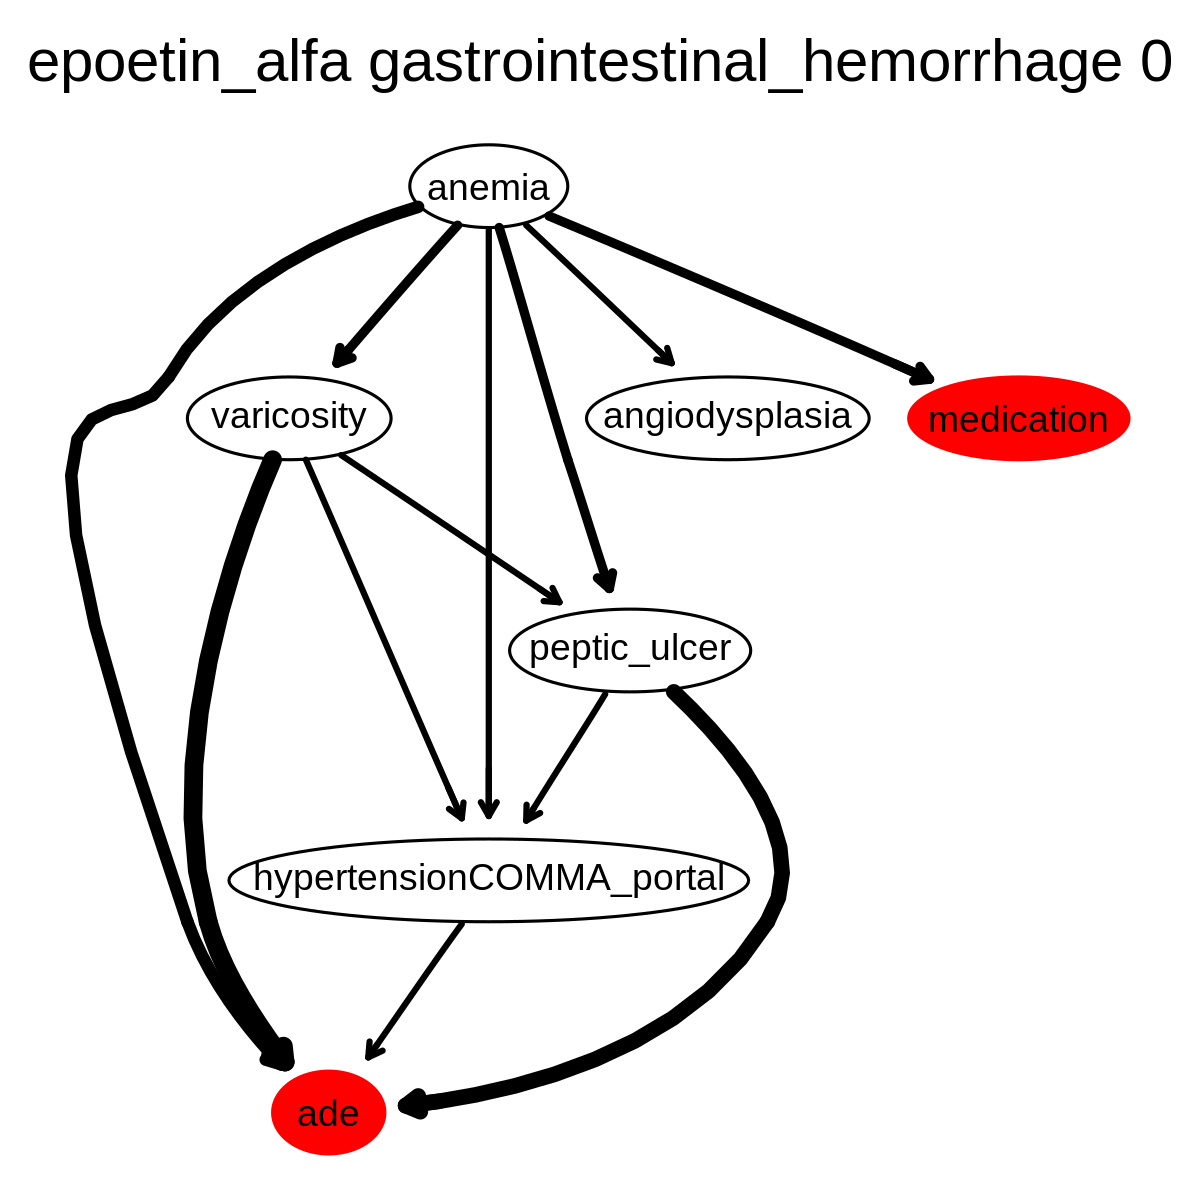 epoetin_alfa gastrointestinal_hemorrhage 0
anemia
varicosity
angiodysplasia
medication
peptic_ulcer
hypertensionCOMMA_portal
ade